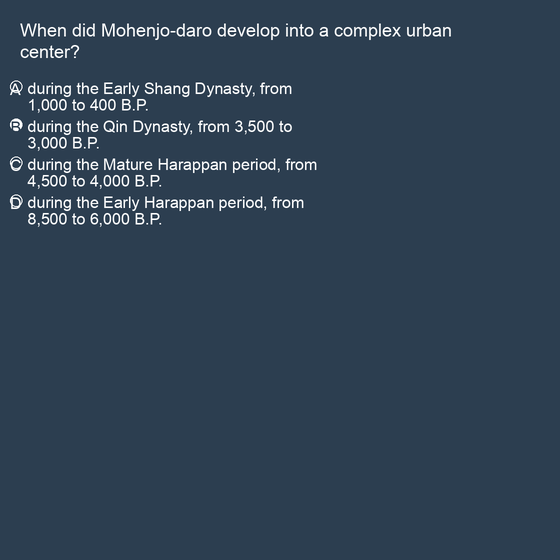 When did Mohenjo-daro develop into a complex urban
center?
A during the Early Shang Dynasty, from
1,000 to 400 B.P.
B during the Qin Dynasty, from 3,500 to
3,000 B.P.
C during the Mature Harappan period, from
4,500 to 4,000 B.P.
D during the Early Harappan period, from
8,500 to 6,000 B.P.